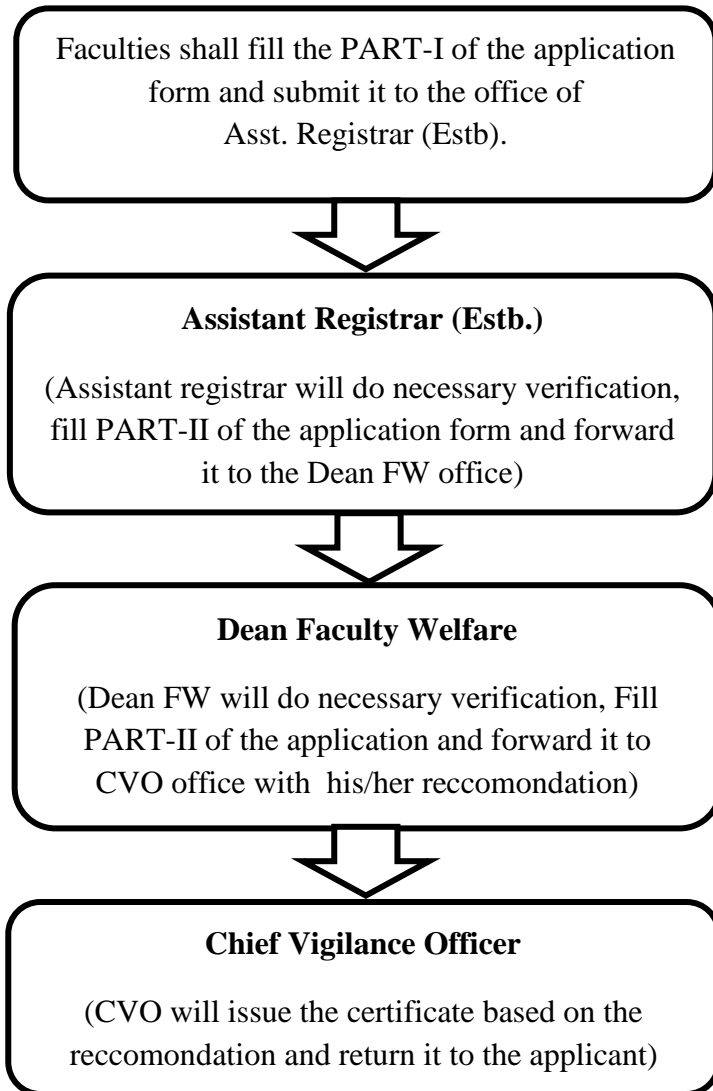 Faculties shall fill the PART-I of the application
form and submit it to the office of
Asst. Registrar (Estb).
Assistant Registrar (Estb.)
(Assistant registrar will do necessary verification,
fill PART-II of the application form and forward
it to the Dean FW office)
Dean Faculty Welfare
(Dean FW will do necessary verification, Fill
PART-II of the application and forward it to
CVO office with his/her reccomondation)
Chief Vigilance Officer
(CVO will issue the certificate based on the
reccomondation and return it to the applicant)